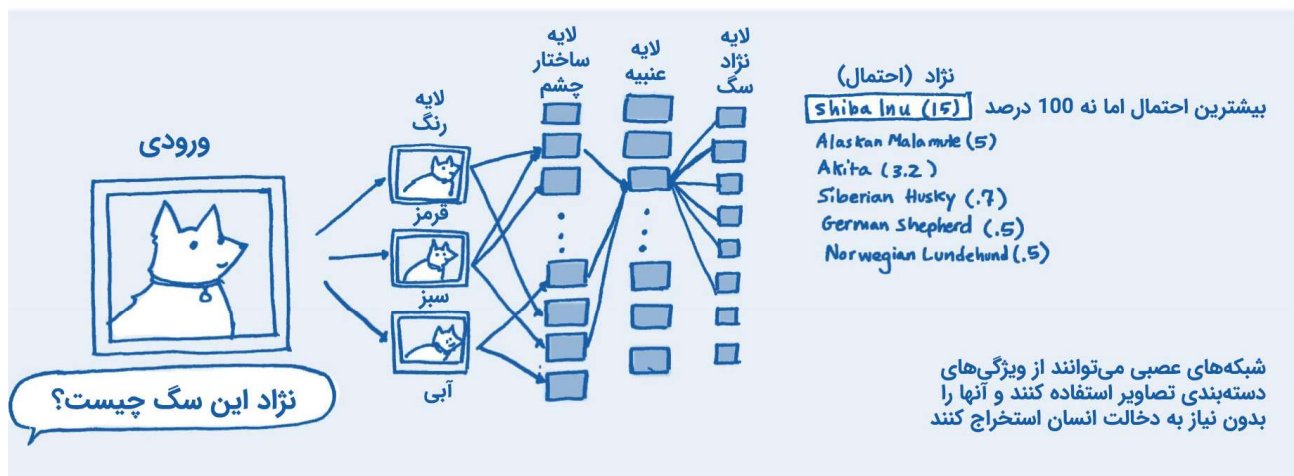 ورودی
نژاد این سگ چیست؟
لایه
رنگ
قرمز
سبز
آبی
لایه
ساختار
چشم
لایه
عنبیه
لایه
نژاد
سگ
نژاد (احتمال)
Shiba Inu (15) بیشترین احتمال اما نه 100 درصد
Alaskan Malamute (5)
Akita (3.2)
Siberian Husky (.7)
German Shepherd (.5)
Norwegian Lundehund (.5)
شبکه‌های عصبی می‌توانند از ویژگی‌های
دسته‌بندی تصاویر استفاده کنند و آنها را
بدون نیاز به دخالت انسان استخراج کنند